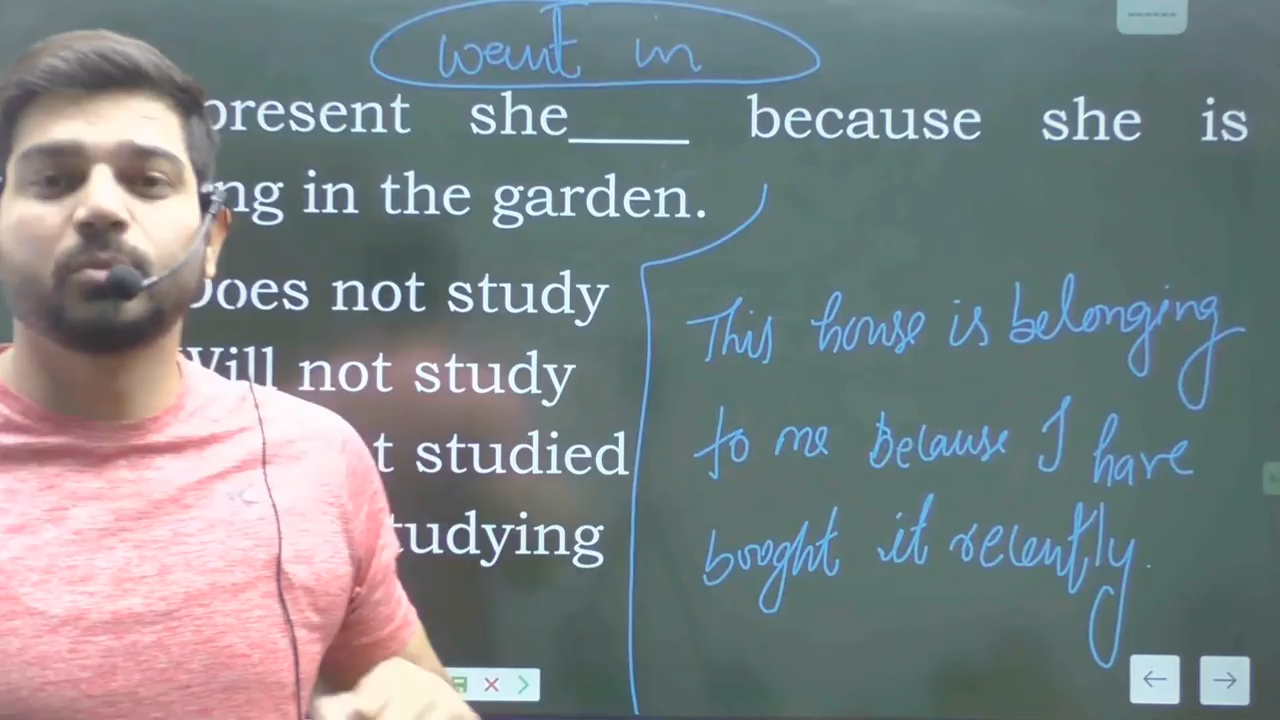 went in
present she____ because she is
ng in the garden.
Does not study
Will not study
t studied
tudying
This house is belonging
to me because I have
bought it recently.